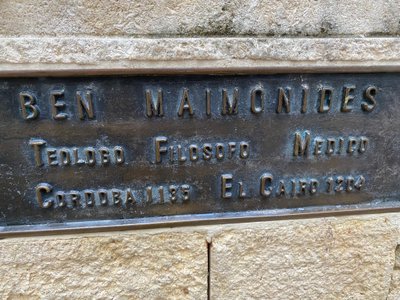 BEN MAIMONIDES
TEOLOGO FILOSOFO MEDICO
CORDOBA 1135 EL CAIRO 1204